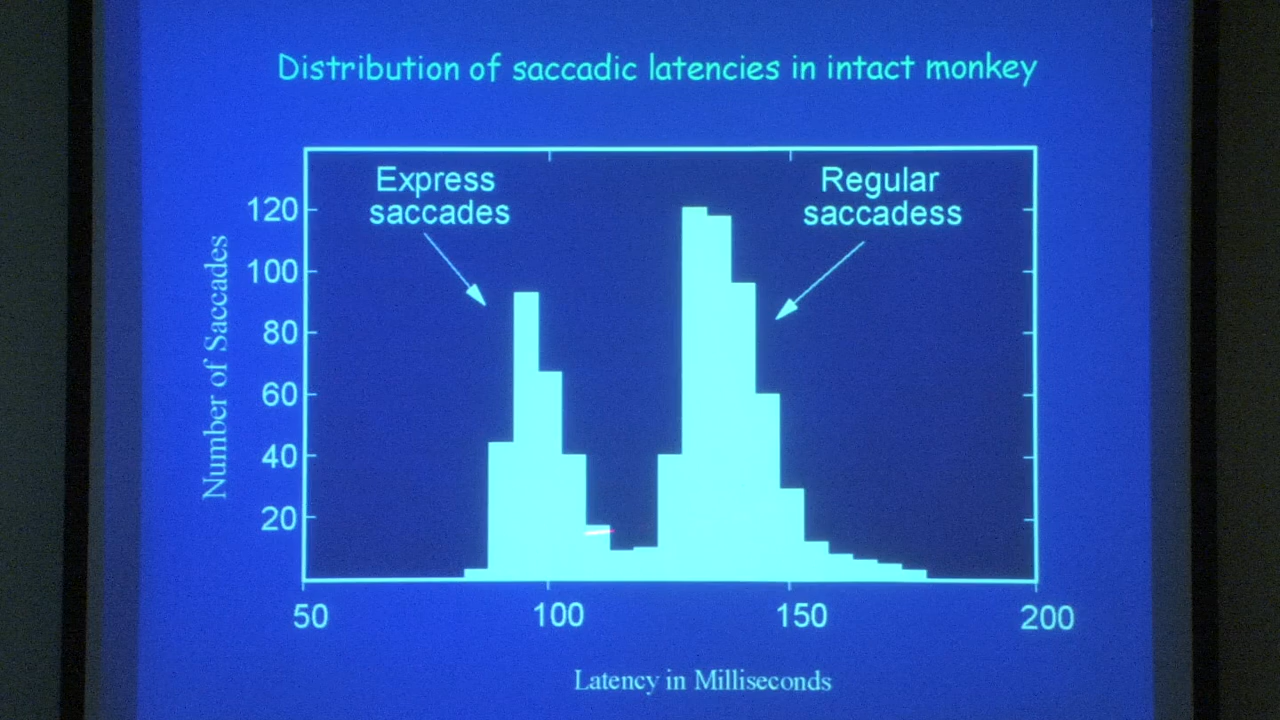 Distribution of saccadic latencies in intact monkey
Express
saccades
Regular
saccadess
120
100
80
60
40
20
Number of Saccades
50 100 150 200
Latency in Milliseconds